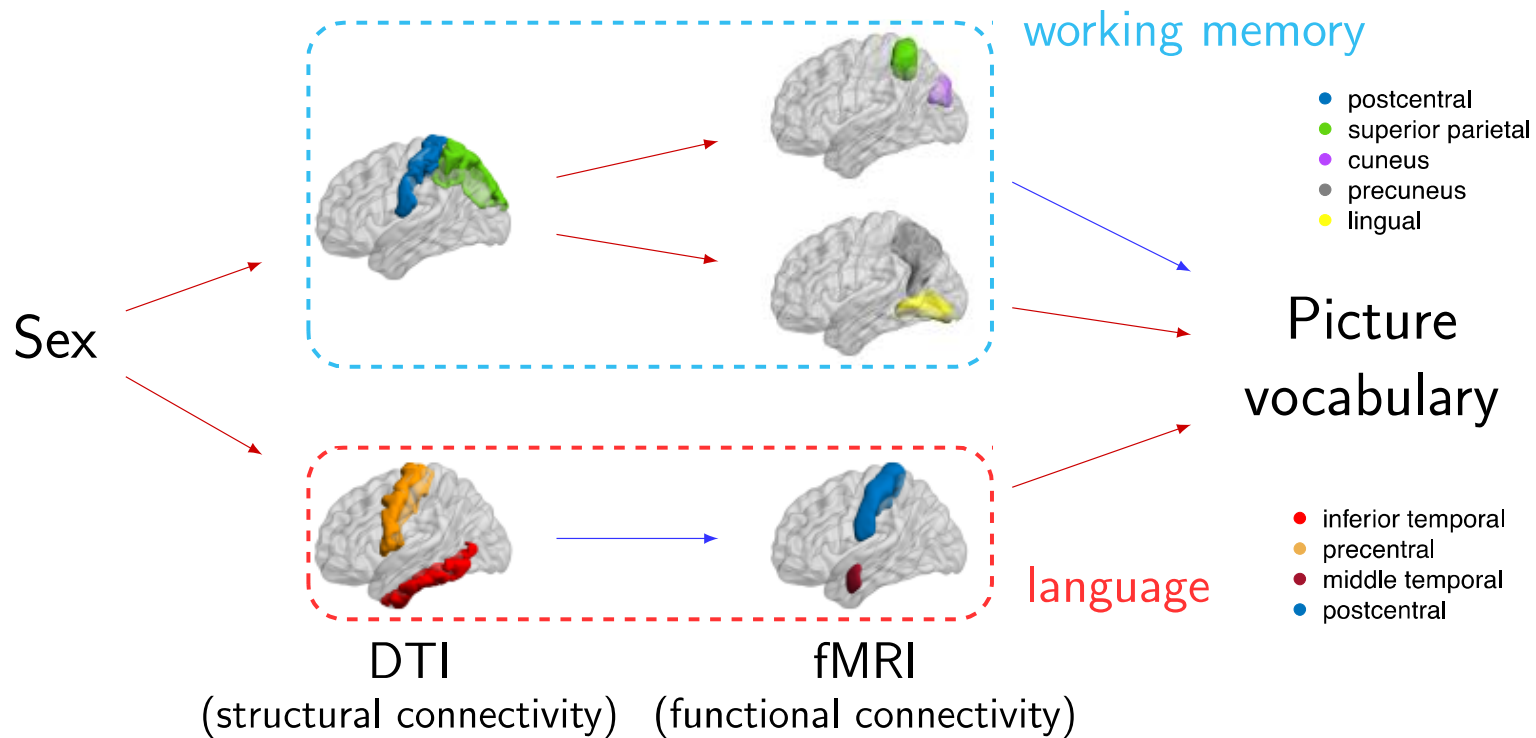 working memory
postcentral
superior parietal
cuneus
precuneus
lingual
Sex
Picture
vocabulary
inferior temporal
precentral
middle temporal
postcentral
language
DTI
(structural connectivity)
fMRI
(functional connectivity)